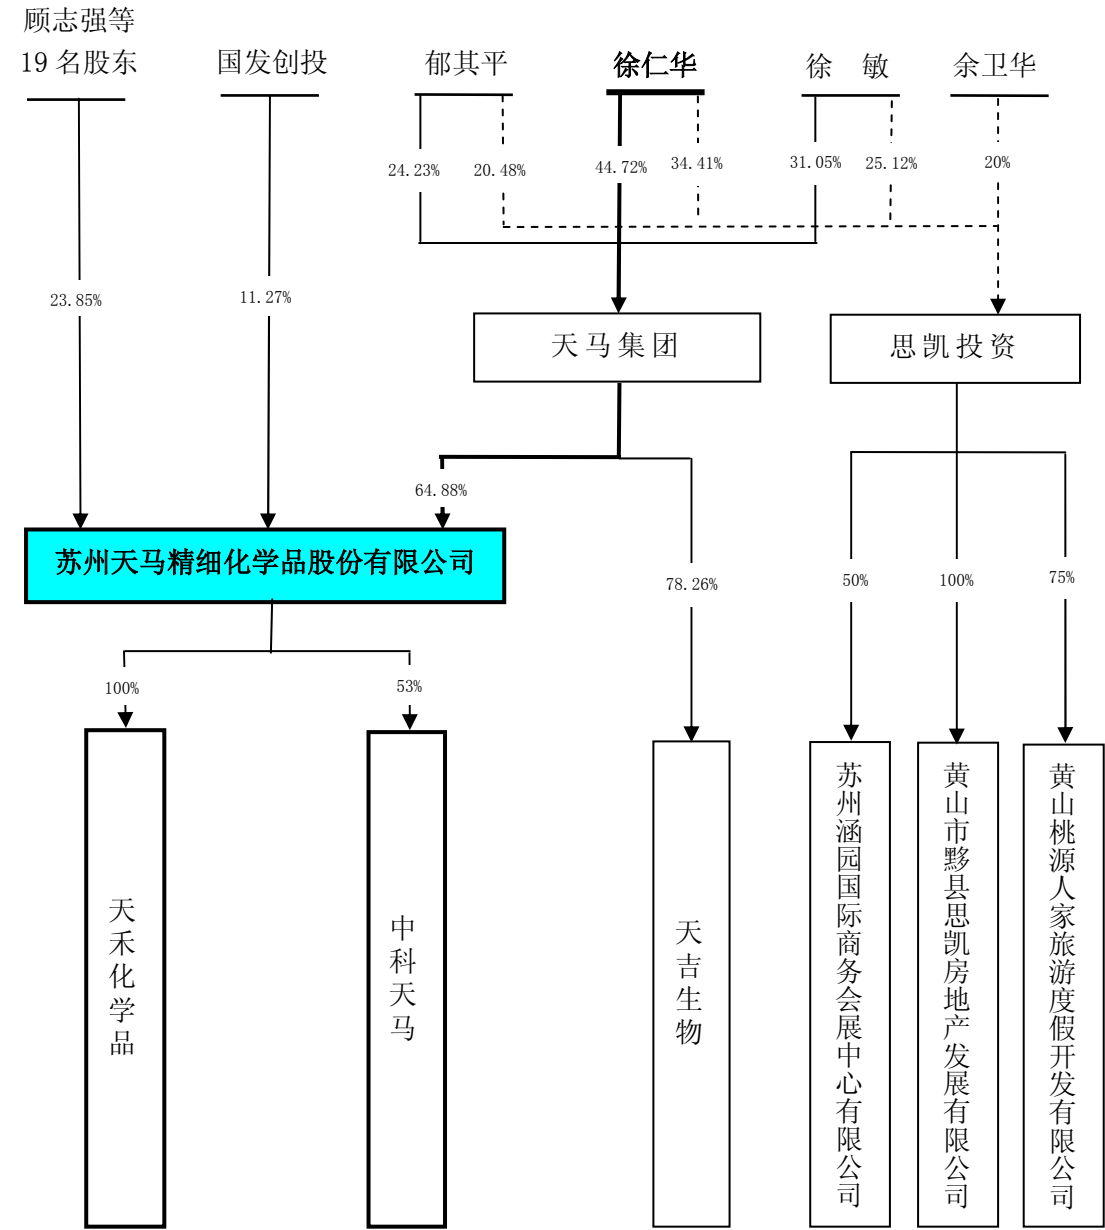 顾志强等
19 名股东
国发创投
郁其平
徐仁华
徐 敏
余卫华
24.23%
20.48%
44.72%
34.41%
31.05%
25.12%
20%
23.85%
11.27%
天马集团
思凯投资
64.88%
苏州天马精细化学品股份有限公司
78.26%
50%
100%
75%
100%
53%
天禾化学品
中科天马
天吉生物
苏州涵园国际商务会展中心有限公司
黄山市黟县思凯房地产发展有限公司
黄山桃源人家旅游度假开发有限公司